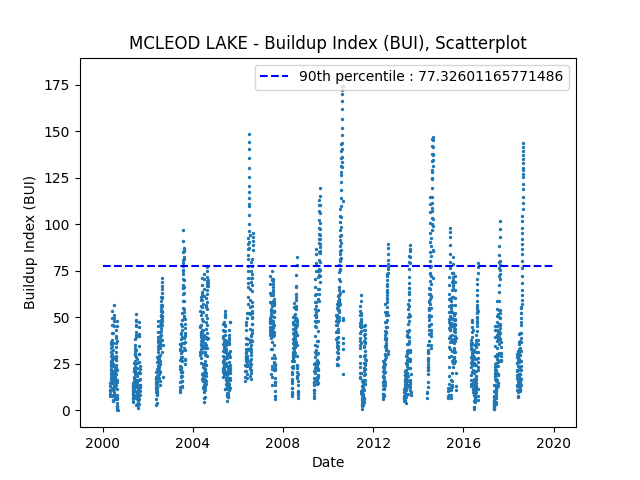 MCLEOD LAKE - Buildup Index (BUI), Scatterplot
90th percentile : 77.32601165771486
175
150
125
100
75
50
25
0
Buildup Index (BUI)
2000 2004 2008 2012 2016 2020
Date